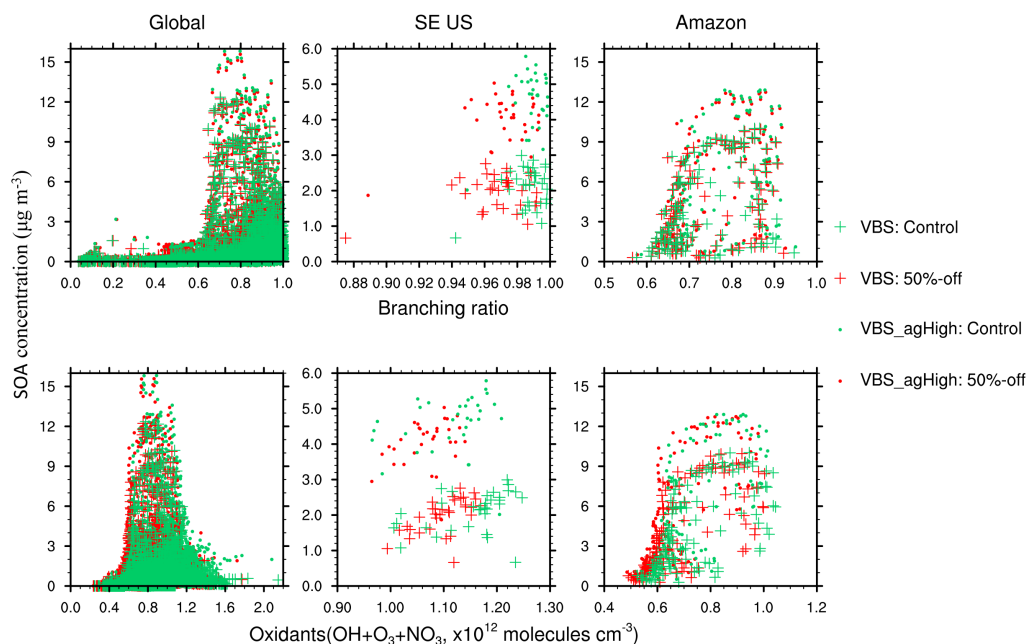 Global
SE US
Amazon
SOA concentration (μg m⁻³)
15
12
9
6
3
0
0.0 0.2 0.4 0.6 0.8 1.0
6.0
5.0
4.0
3.0
2.0
1.0
0.0
0.88 0.90 0.92 0.94 0.96 0.98 1.00
15
12
9
6
3
0
0.5 0.6 0.7 0.8 0.9 1.0
Branching ratio
VBS: Control
VBS: 50%-off
VBS_agHigh: Control
VBS_agHigh: 50%-off
15
12
9
6
3
0
0.0 0.4 0.8 1.2 1.6 2.0
6.0
5.0
4.0
3.0
2.0
1.0
0.0
0.90 1.00 1.10 1.20 1.30
15
12
9
6
3
0
0.4 0.6 0.8 1.0 1.2
Oxidants(OH+O₃+NO₃, x10¹² molecules cm⁻³)